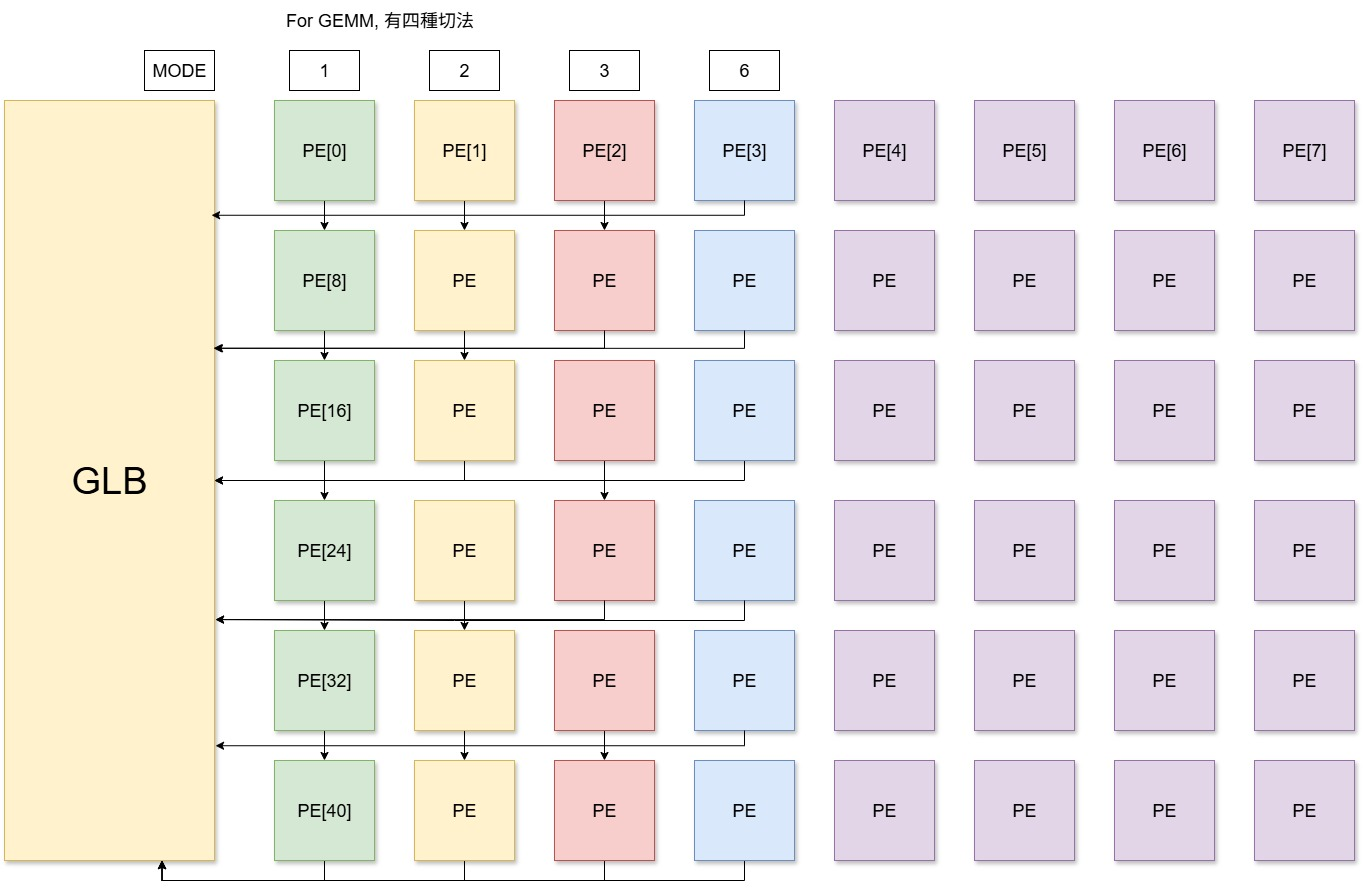 For GEMM, 有四種切法
MODE 1 2 3 6
PE[0] PE[1] PE[2] PE[3] PE[4] PE[5] PE[6] PE[7]
PE[8] PE PE PE PE PE PE PE
PE[16] PE PE PE PE PE PE PE
GLB
PE[24] PE PE PE PE PE PE PE
PE[32] PE PE PE PE PE PE PE
PE[40] PE PE PE PE PE PE PE